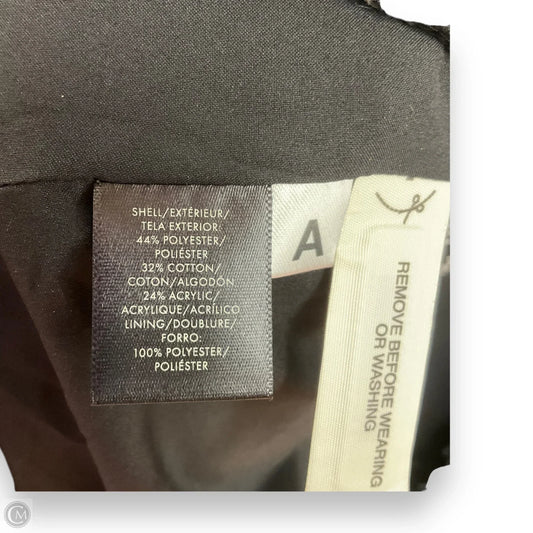 SHELL/EXTÉRIEUR/
TELA EXTERIOR:
44% POLYESTER/
POLIÉSTER
32% COTTON/
COTON/ALGODÓN
24% ACRYLIC/
ACRYLIQUE/ACRÍLICO
LINING/DOUBLURE/
FORRO:
100% POLYESTER/
POLIÉSTER
A
REMOVE BEFORE WEARING
OR WASHING
CM